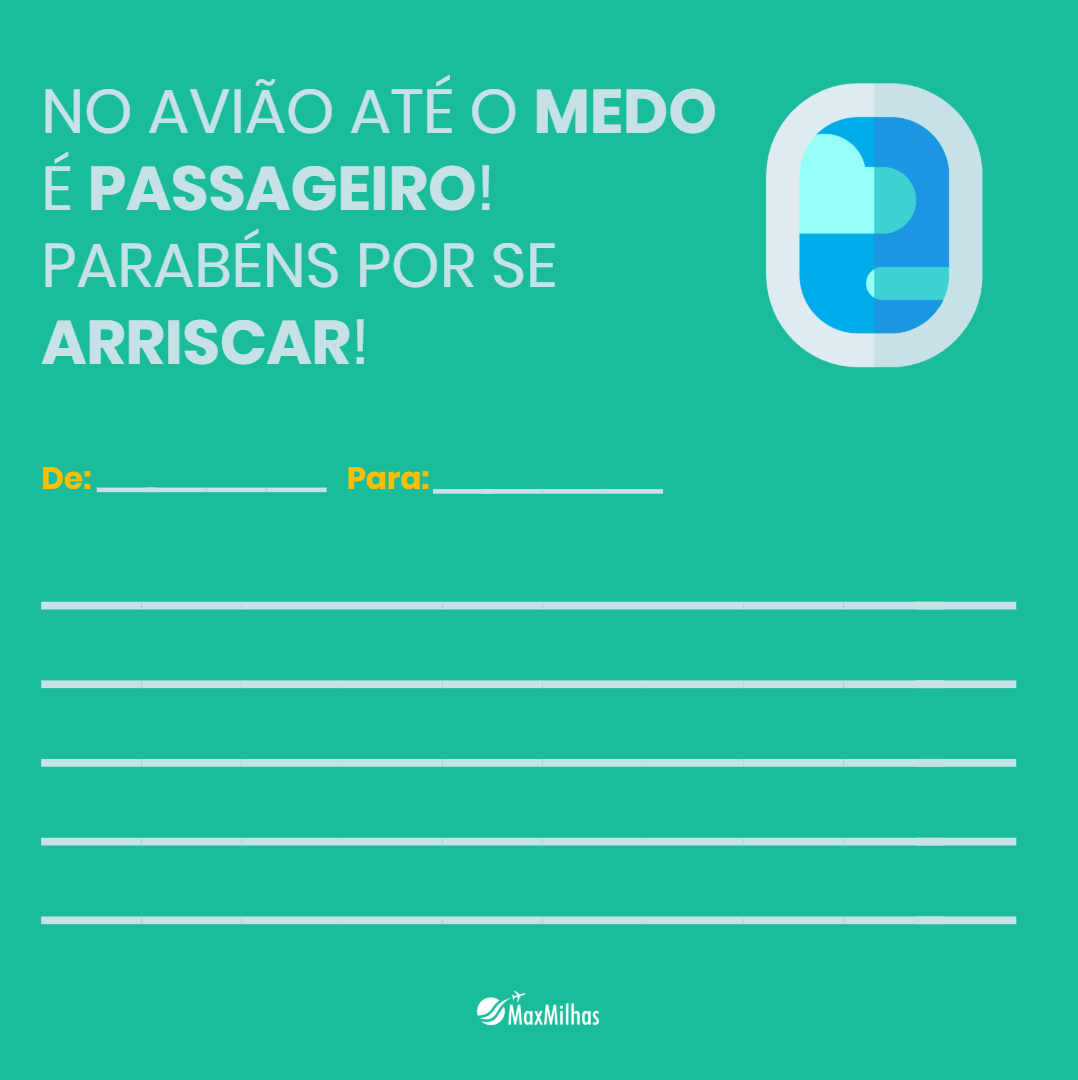 NO AVIÃO ATÉ O MEDO
É PASSAGEIRO!
PARABÉNS POR SE
ARRISCAR!
De: Para:
MaxMilhas